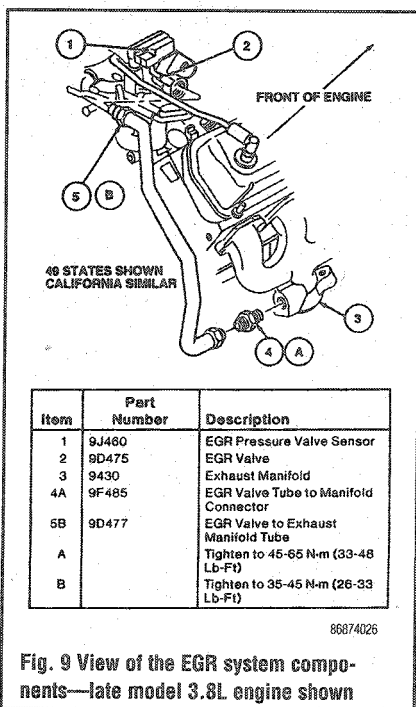 1
2
FRONT OF ENGINE
5 B
49 STATES SHOWN
CALIFORNIA SIMILAR
3
4 A
Item Part Number Description
1 9J460 EGR Pressure Valve Sensor
2 9D475 EGR Valve
3 9430 Exhaust Manifold
4A 9F485 EGR Valve Tube to Manifold
Connector
5B 9D477 EGR Valve to Exhaust
Manifold Tube
A Tighten to 45-65 N·m (33-48
Lb-Ft)
B Tighten to 35-45 N·m (26-33
Lb-Ft)
86874026
Fig. 9 View of the EGR system compo-
nents—late model 3.8L engine shown